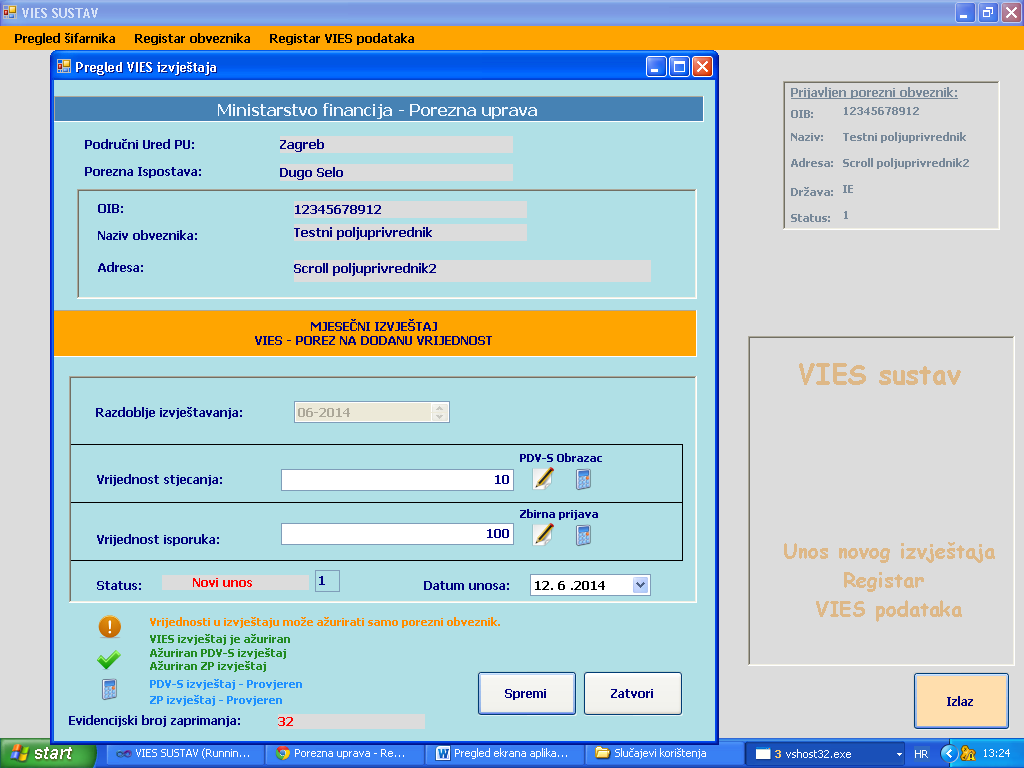 VIES SUSTAV
Pregled šifarnika Registar obveznika Registar VIES podataka
Pregled VIES izvještaja
Ministarstvo financija - Porezna uprava
Područni Ured PU: Zagreb
Porezna Ispostava: Dugo Selo
OIB: 12345678912
Naziv obveznika: Testni poljuprivrednik
Adresa: Scroll poljuprivrednik2
MJESEČNI IZVJEŠTAJ
VIES - POREZ NA DODANU VRIJEDNOST
Razdoblje izvještavanja: 06-2014
PDV-S Obrazac
Vrijednost stjecanja: 10
Zbirna prijava
Vrijednost isporuka: 100
Status: Novi unos 1 Datum unosa: 12. 6 .2014
Vrijednosti u izvještaju može ažurirati samo porezni obveznik.
VIES izvještaj je ažuriran
Ažuriran PDV-S izvještaj
Ažuriran ZP izvještaj
PDV-S izvještaj - Provjeren
ZP izvještaj - Provjeren
Spremi Zatvori
Evidencijski broj zaprimanja: 32
Prijavljen porezni obveznik:
OIB: 12345678912
Naziv: Testni poljuprivrednik
Adresa: Scroll poljuprivrednik2
Država: IE
Status: 1
VIES sustav
Unos novog izvještaja
Registar
VIES podataka
Izlaz
start VIES SUSTAV (Runnin... Porezna uprava - Re... Pregled ekrana aplika... Slučajevi korištenja 3 vshost32.exe HR 13:24